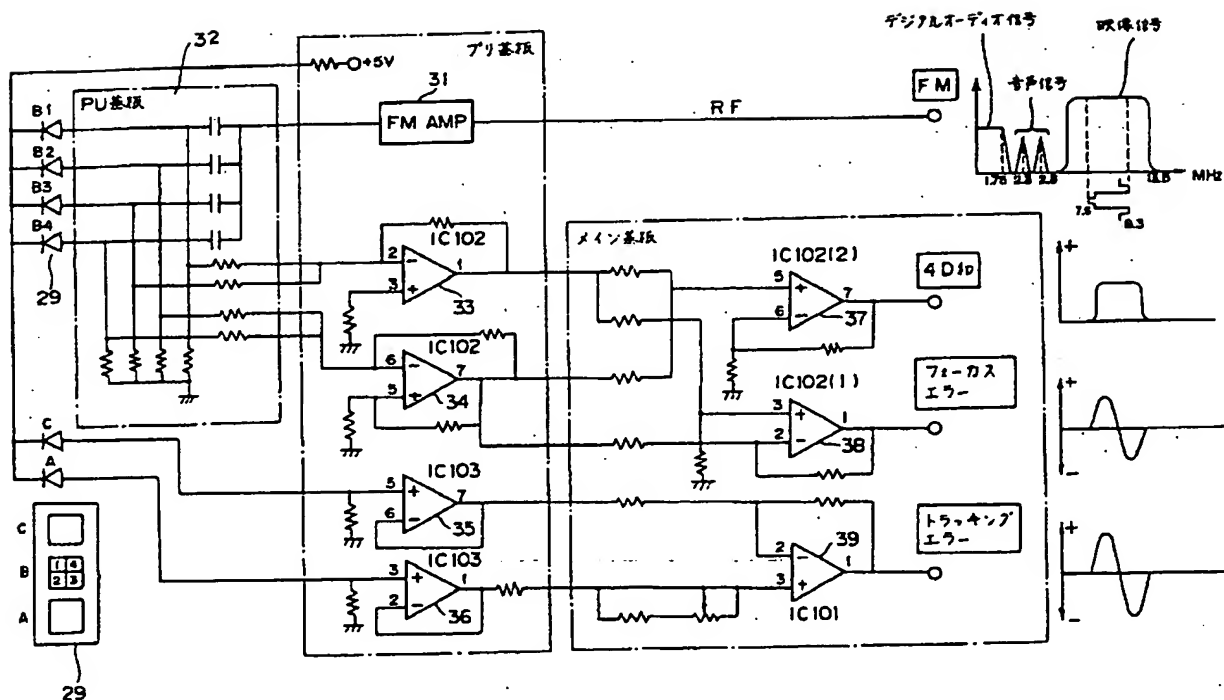 32
PU基板
B1
B2
B3
B4
29
C
A
C
B
A
1 4
2 3
29
プリ基板
+5V
31
FM AMP
RF
IC102
2
3
1
33
IC102
6
5
7
34
IC103
5
6
7
35
IC103
3
2
1
36
メイン基板
IC102(2)
5
6
7
37
IC102(1)
3
2
1
38
39
2
3
1
IC101
FM
4D和
フォーカス
エラー
トラッキング
エラー
デジタルオーディオ信号
音声信号
映像信号
1.75
2.3
2.8
13.5
MHz
7.6
9.3
+
+
-
+
-